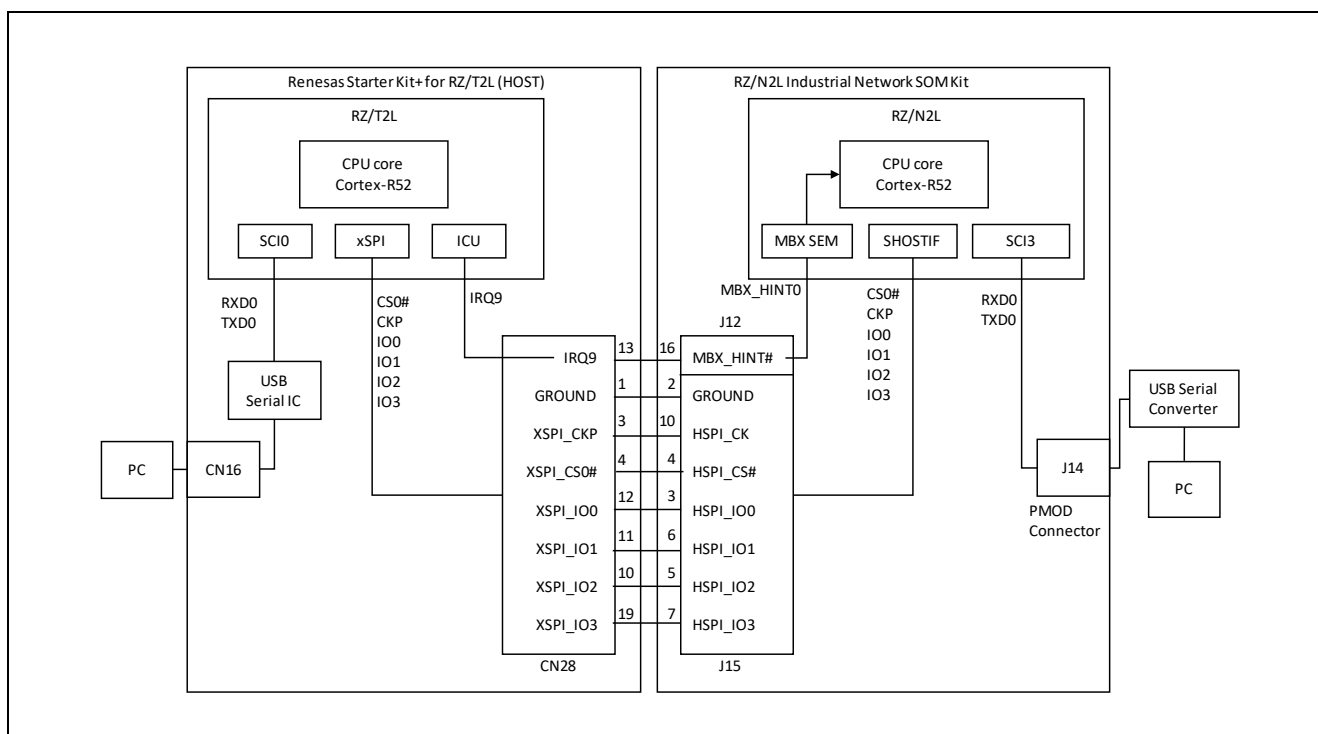 Renesas Starter Kit+ for RZ/T2L (HOST)
RZ/T2L
CPU core
Cortex-R52
SCI0
xSPI
ICU
RXD0
TXD0
CS0#
CKP
IO0
IO1
IO2
IO3
IRQ9
USB
Serial IC
PC
CN16
IRQ9
GROUND
XSPI_CKP
XSPI_CS0#
XSPI_IO0
XSPI_IO1
XSPI_IO2
XSPI_IO3
CN28
13
1
3
4
12
11
10
19
RZ/N2L Industrial Network SOM Kit
RZ/N2L
CPU core
Cortex-R52
MBX SEM
SHOSTIF
SCI3
MBX_HINT0
CS0#
CKP
IO0
IO1
IO2
IO3
RXD0
TXD0
J12
16
2
10
4
3
6
5
7
MBX_HINT#
GROUND
HSPI_CK
HSPI_CS#
HSPI_IO0
HSPI_IO1
HSPI_IO2
HSPI_IO3
J15
J14
PMOD
Connector
USB Serial
Converter
PC